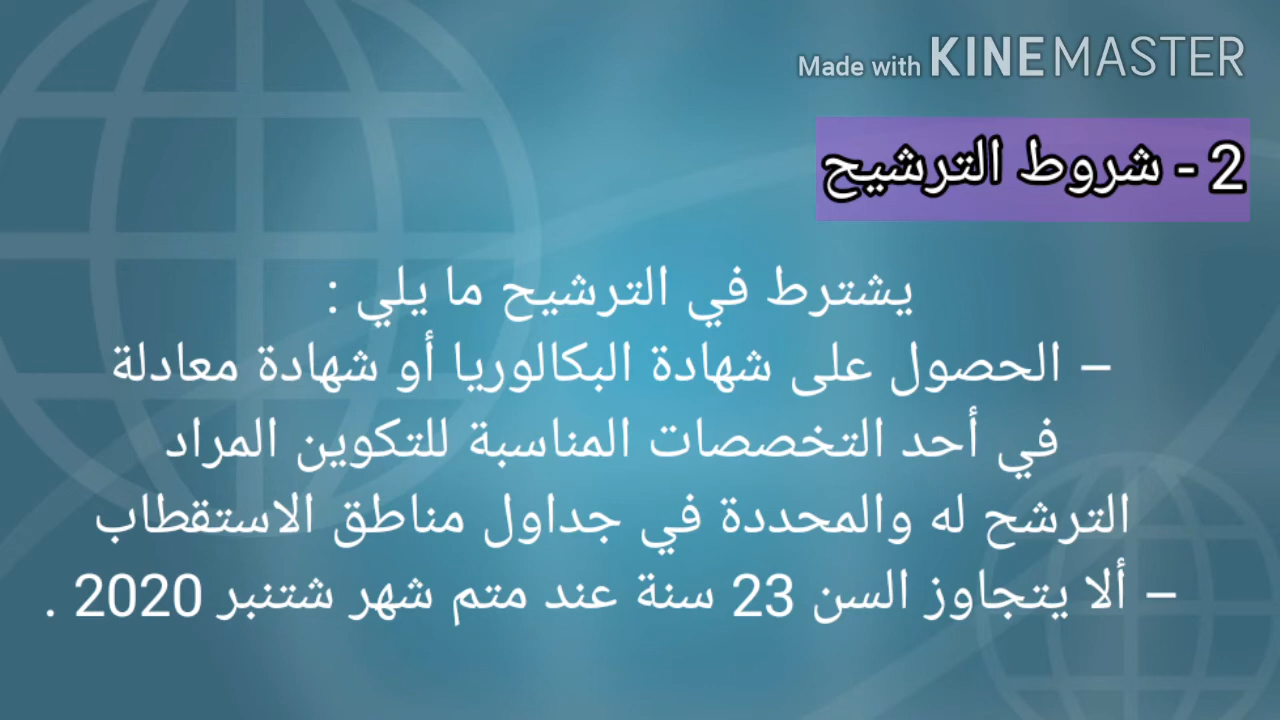 Made with KINEMASTER
2 - شروط الترشيح
يشترط في الترشيح ما يلي :
– الحصول على شهادة البكالوريا أو شهادة معادلة
في أحد التخصصات المناسبة للتكوين المراد
الترشح له والمحددة في جداول مناطق الاستقطاب
– ألا يتجاوز السن 23 سنة عند متم شهر شتنبر 2020 .